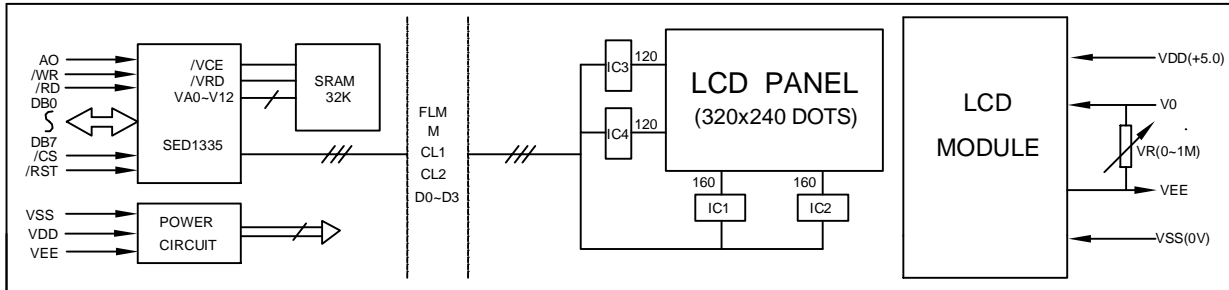 AO
/WR
/RD
DB0
DB7
/CS
/RST
/VCE
/VRD
VA0~V12
SED1335
SRAM
32K
VSS
VDD
VEE
POWER
CIRCUIT
FLM
M
CL1
CL2
D0~D3
IC3
120
IC4
120
LCD PANEL
(320x240 DOTS)
160
160
IC1
IC2
LCD
MODULE
VDD(+5.0)
V0
VR(0~1M)
VEE
VSS(0V)